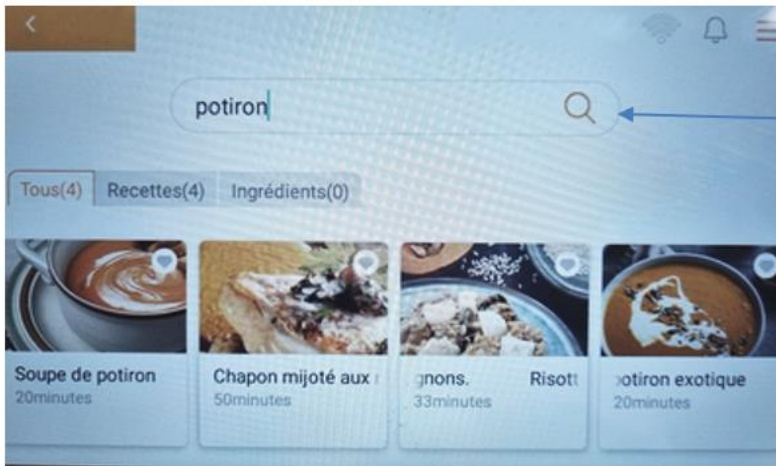 potiron
Tous(4) Recettes(4) Ingrédients(0)
Soupe de potiron
20minutes
Chapon mijoté aux
50minutes
gnons. Risott
33minutes
potiron exotique
20minutes